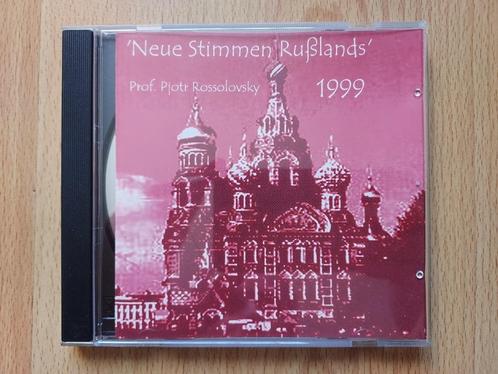 'Neue Stimmen Rußlands'
Prof. Pjotr Rossolovsky 1999